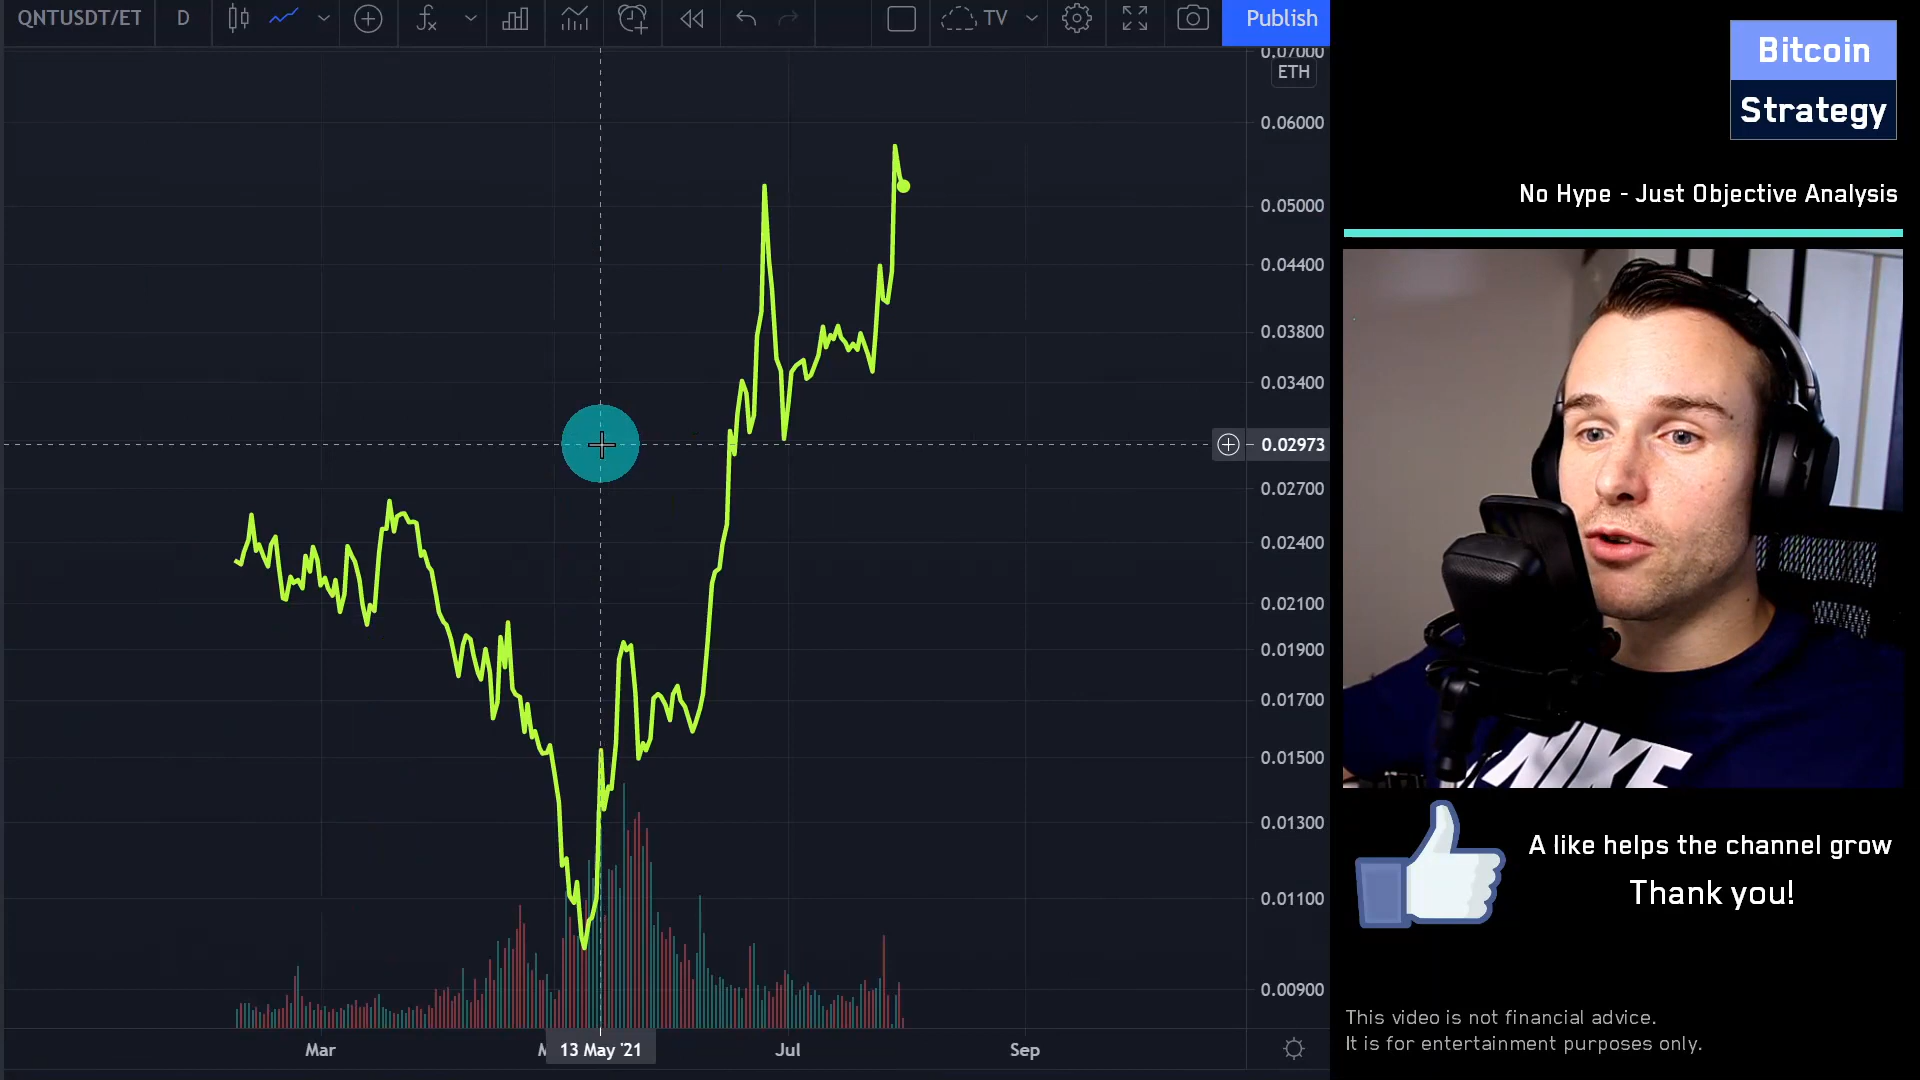 QNTUSDT/ET
D
TV
Publish
0.07000
ETH
0.06000
0.05000
0.04400
0.03800
0.03400
0.02973
0.02700
0.02400
0.02100
0.01900
0.01700
0.01500
0.01300
0.01100
0.00900
Mar
13 May '21
Jul
Sep
Bitcoin
Strategy
No Hype - Just Objective Analysis
NIKE
A like helps the channel grow
Thank you!
This video is not financial advice.
It is for entertainment purposes only.